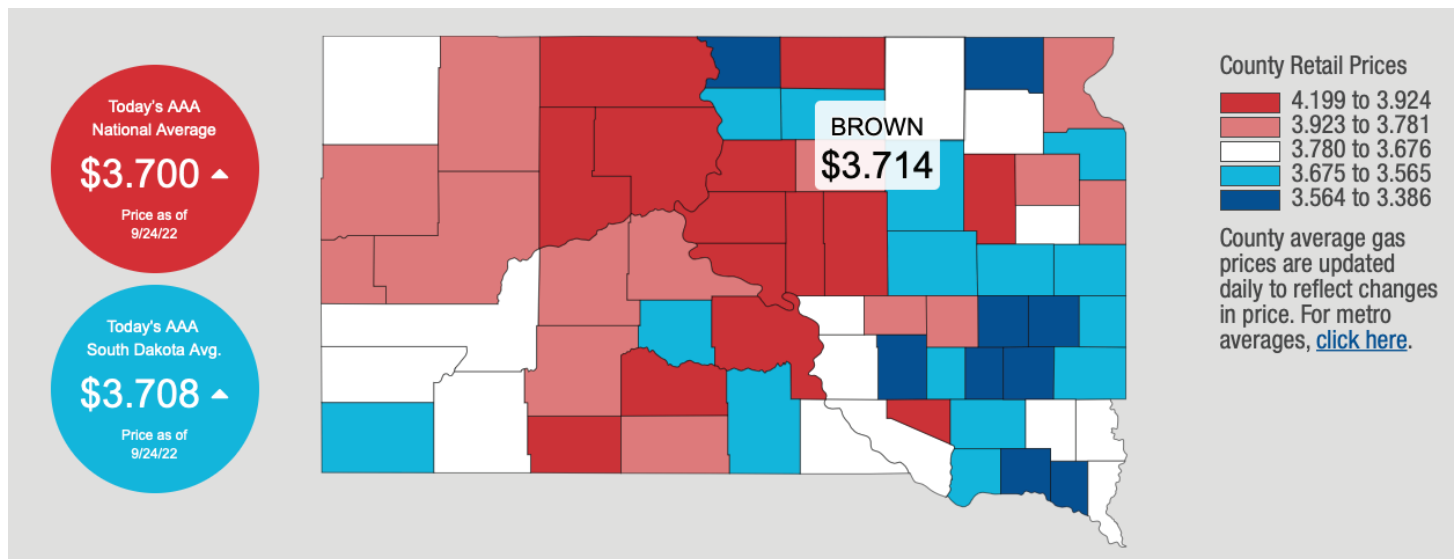 Today's AAA
National Average
$3.700
Price as of
9/24/22
Today's AAA
South Dakota Avg.
$3.708
Price as of
9/24/22
BROWN
$3.714
County Retail Prices
4.199 to 3.924
3.923 to 3.781
3.780 to 3.676
3.675 to 3.565
3.564 to 3.386
County average gas
prices are updated
daily to reflect changes
in price. For metro
averages, click here.